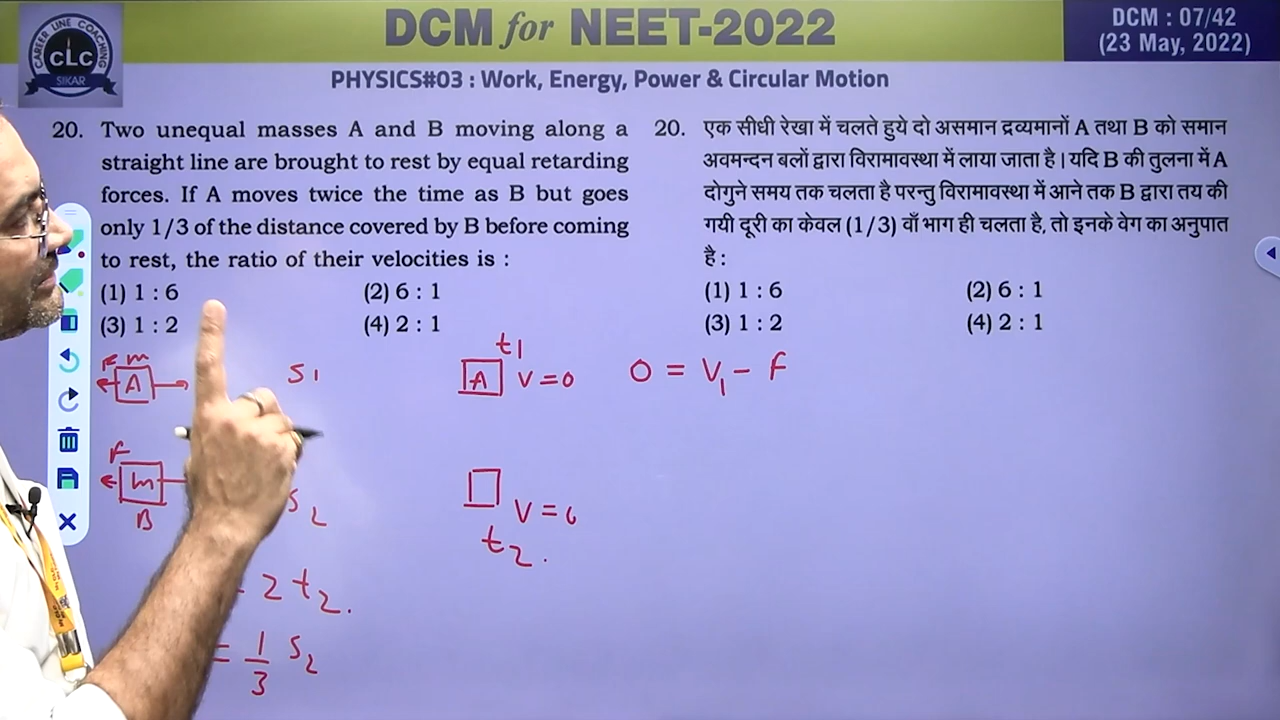 DCM for NEET-2022
DCM : 07/42
(23 May, 2022)
CAREER LINE COACHING
CLC
SIKAR
PHYSICS#03 : Work, Energy, Power & Circular Motion
20. Two unequal masses A and B moving along a
straight line are brought to rest by equal retarding
forces. If A moves twice the time as B but goes
only 1/3 of the distance covered by B before coming
to rest, the ratio of their velocities is :
(1) 1 : 6 (2) 6 : 1
(3) 1 : 2 (4) 2 : 1
20. एक सीधी रेखा में चलते हुये दो असमान द्रव्यमानों A तथा B को समान
अवमन्दन बलों द्वारा विरामावस्था में लाया जाता है। यदि B की तुलना में A
दोगुने समय तक चलता है परन्तु विरामावस्था में आने तक B द्वारा तय की
गयी दूरी का केवल (1/3) वाँ भाग ही चलता है, तो इनके वेग का अनुपात
है :
(1) 1 : 6 (2) 6 : 1
(3) 1 : 2 (4) 2 : 1
F m
A
S1
t1
A V=0
0 = V1 - F
F
m
B
S2
V=0
t2.
2 t2.
= 1/3 S2